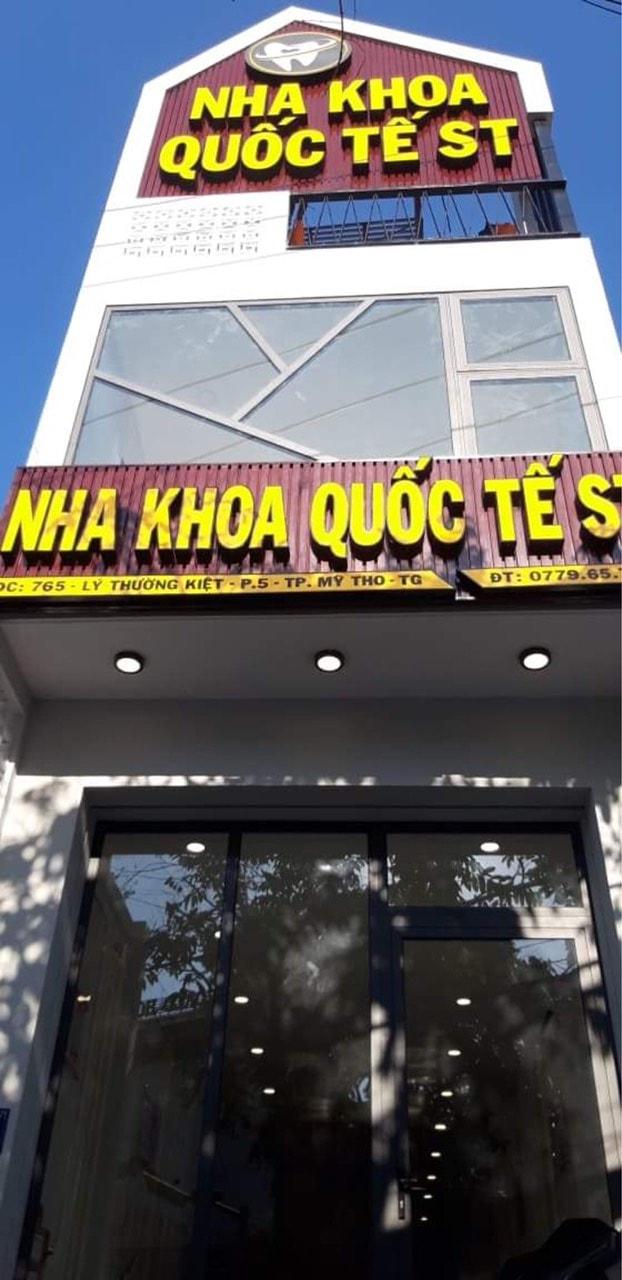 NHA KHOA
QUỐC TẾ ST
NHA KHOA QUỐC TẾ ST
ĐC: 765 - LÝ THƯỜNG KIỆT - P.5 - TP. MỸ THO - TG
ĐT: 0779.65.